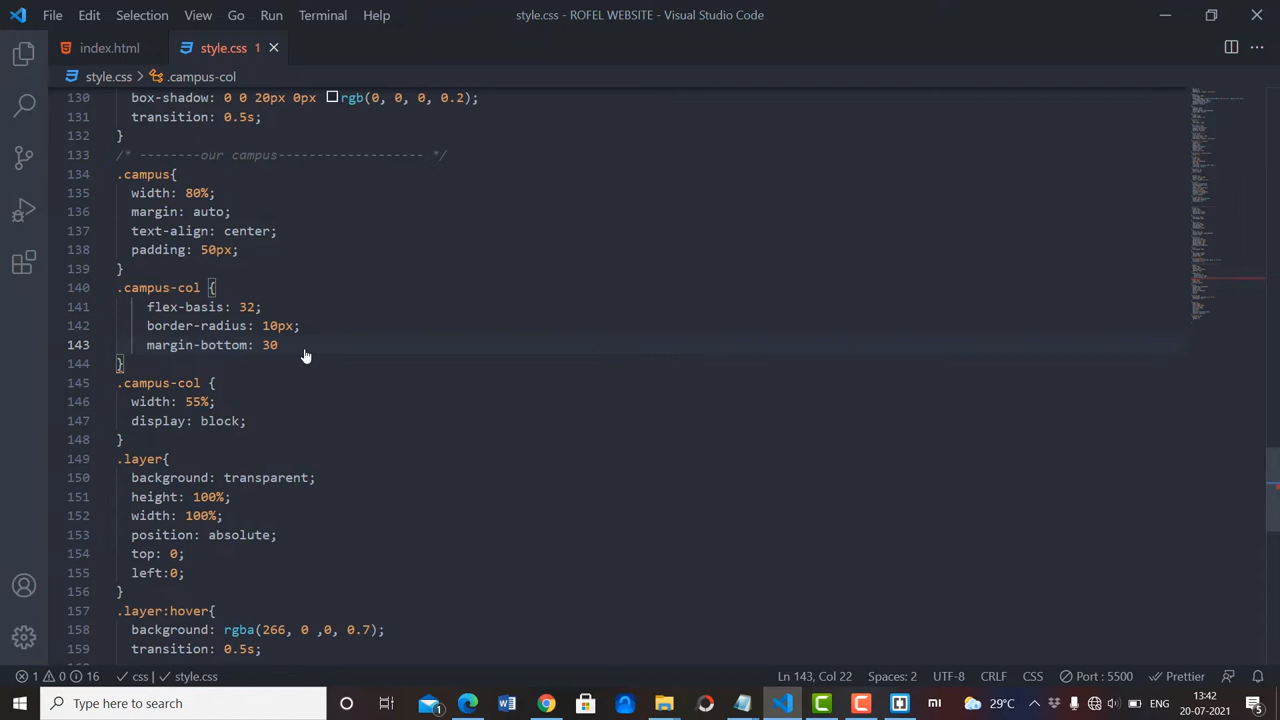 File Edit Selection View Go Run Terminal Help
style.css - ROFEL WEBSITE - Visual Studio Code
index.html
style.css 1
style.css > .campus-col
130 box-shadow: 0 0 20px 0px rgb(0, 0, 0, 0.2);
131 transition: 0.5s;
132 }
133 /* --------our campus------------------ */
134 .campus{
135 width: 80%;
136 margin: auto;
137 text-align: center;
138 padding: 50px;
139 }
140 .campus-col {
141 flex-basis: 32;
142 border-radius: 10px;
143 margin-bottom: 30
144 }
145 .campus-col {
146 width: 55%;
147 display: block;
148 }
149 .layer{
150 background: transparent;
151 height: 100%;
152 width: 100%;
153 position: absolute;
154 top: 0;
155 left:0;
156 }
157 .layer:hover{
158 background: rgba(266, 0 ,0, 0.7);
159 transition: 0.5s;
1 0 16 css | style.css
Ln 143, Col 22 Spaces: 2 UTF-8 CRLF CSS Port : 5500 Prettier
Type here to search
1
mi 29°C ENG 13:42 20-07-2021 5